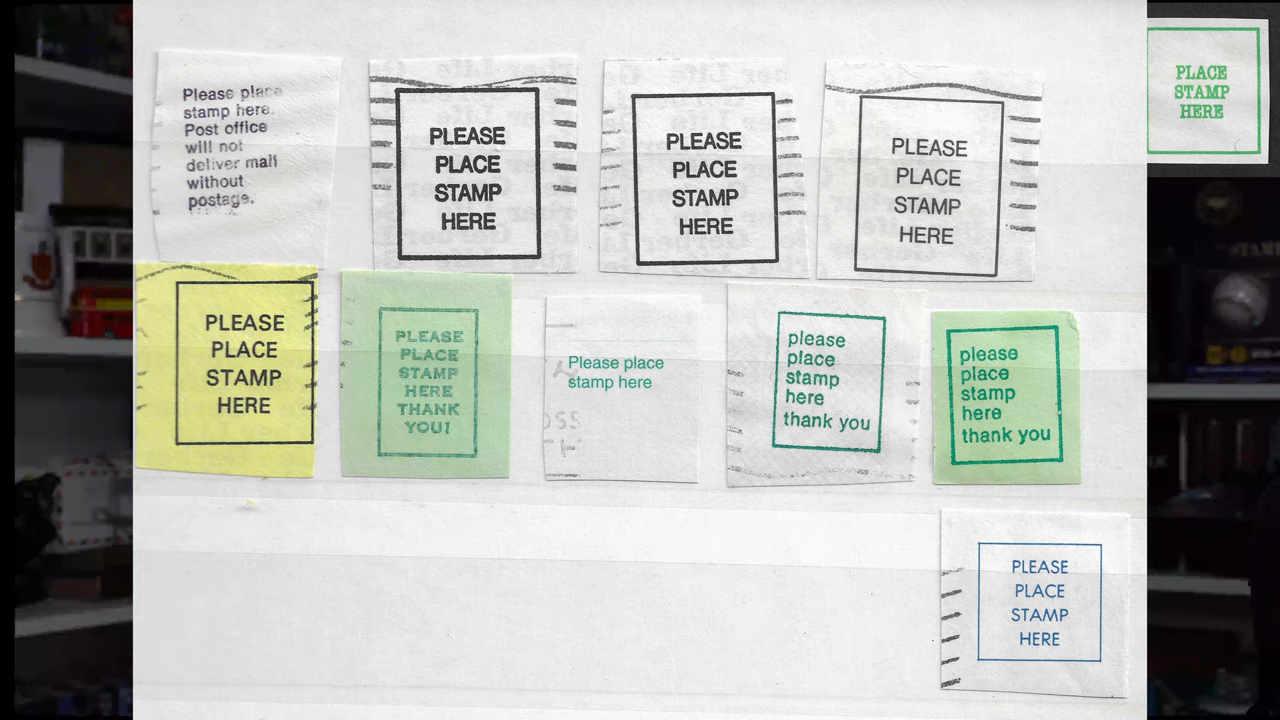 Please place
stamp here.
Post office
will not
deliver mail
without
postage.
PLEASE
PLACE
STAMP
HERE
PLEASE
PLACE
STAMP
HERE
PLEASE
PLACE
STAMP
HERE
PLACE
STAMP
HERE
PLEASE
PLACE
STAMP
HERE
PLEASE
PLACE
STAMP
HERE
THANK
YOU!
Please place
stamp here
please
place
stamp
here
thank you
please
place
stamp
here
thank you
PLEASE
PLACE
STAMP
HERE